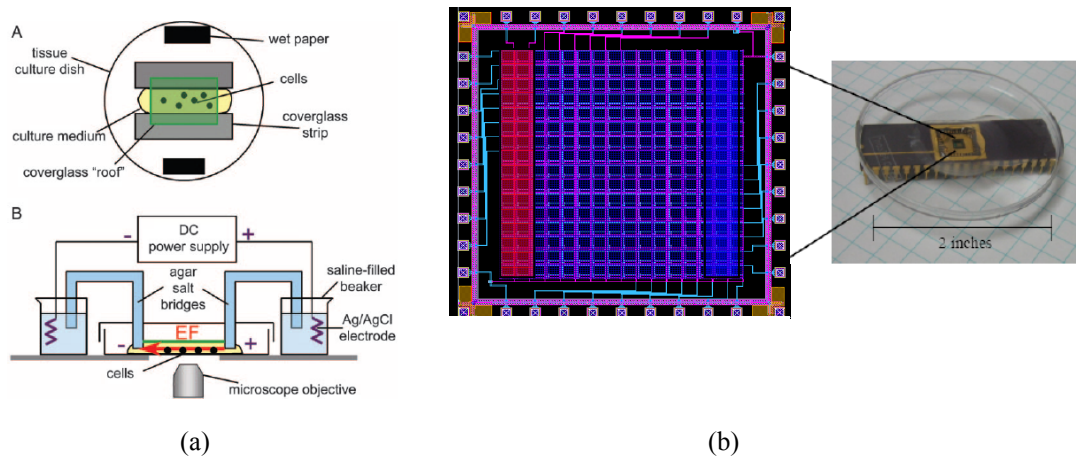 A
wet paper
tissue
culture dish
cells
culture medium
coverglass
strip
coverglass “roof”
B
- DC +
power supply
agar
salt
bridges
saline-filled
beaker
EF
Ag/AgCl
electrode
- +
cells
microscope objective
2 inches
(a)
(b)